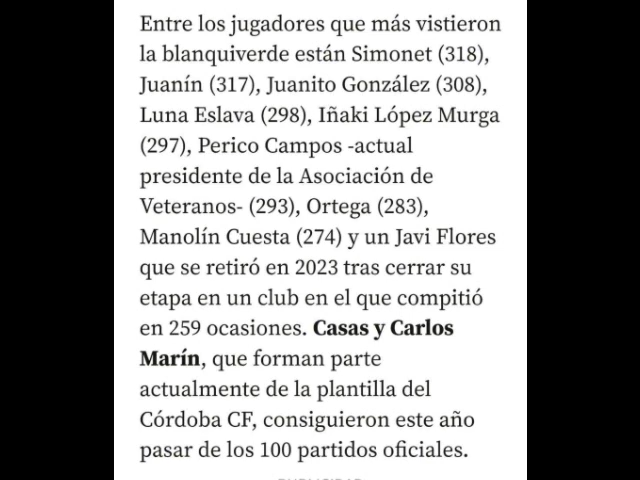 Entre los jugadores que más vistieron
la blanquiverde están Simonet (318),
Juanín (317), Juanito González (308),
Luna Eslava (298), Iñaki López Murga
(297), Perico Campos -actual
presidente de la Asociación de
Veteranos- (293), Ortega (283),
Manolín Cuesta (274) y un Javi Flores
que se retiró en 2023 tras cerrar su
etapa en un club en el que compitió
en 259 ocasiones. Casas y Carlos
Marín, que forman parte
actualmente de la plantilla del
Córdoba CF, consiguieron este año
pasar de los 100 partidos oficiales.